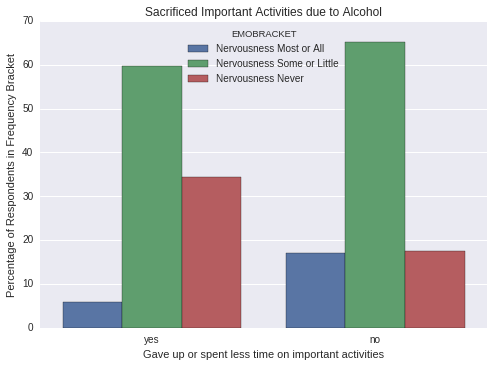 Sacrificed Important Activities due to Alcohol
EMOBRACKET
Nervousness Most or All
Nervousness Some or Little
Nervousness Never
Percentage of Respondents in Frequency Bracket
70
60
50
40
30
20
10
0
yes no
Gave up or spent less time on important activities